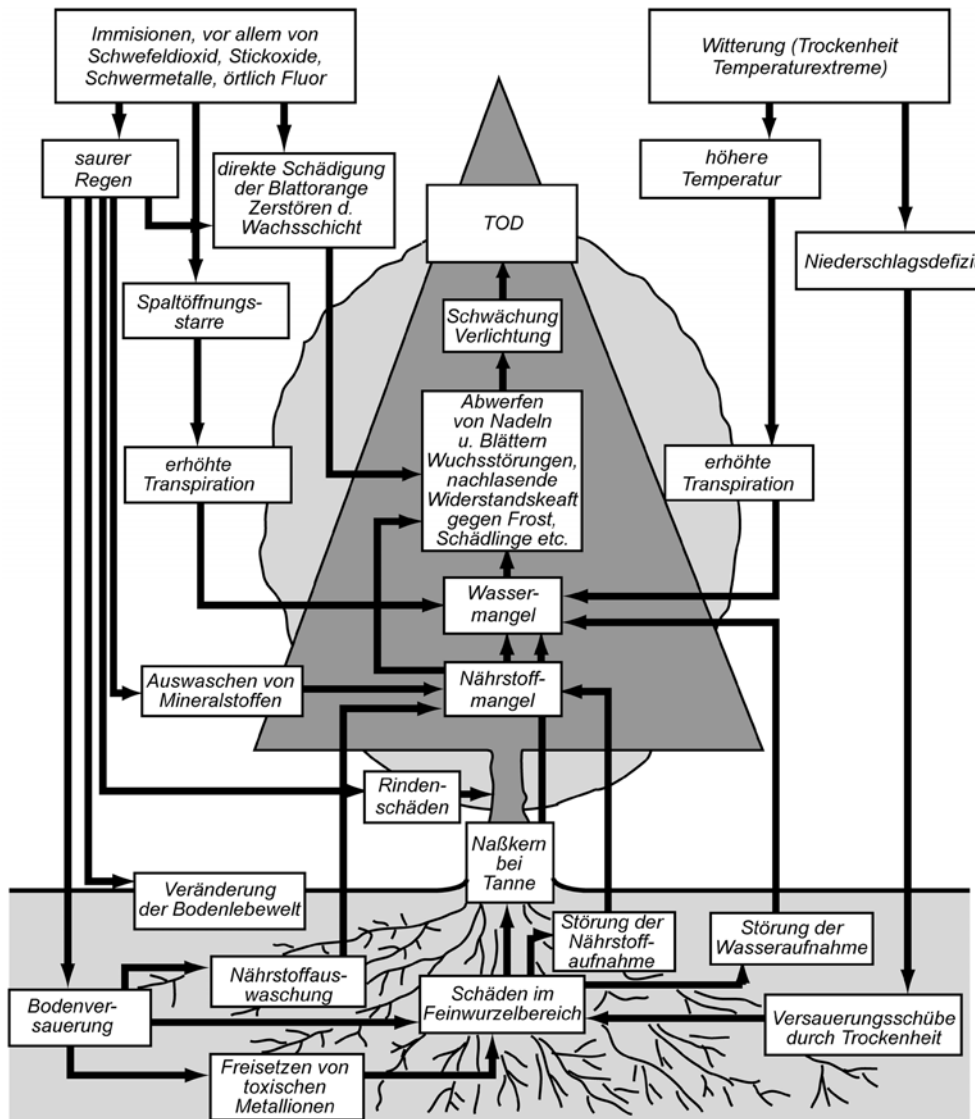 Immisionen, vor allem von
Schwefeldioxid, Stickoxide,
Schwermetalle, örtlich Fluor
Witterung (Trockenheit
Temperaturextreme)
saurer
Regen
direkte Schädigung
der Blattorange
Zerstören d.
Wachsschicht
höhere
Temperatur
TOD
Niederschlagsdefizit
Spaltöffnungs-
starre
Schwächung
Verlichtung
Abwerfen
von Nadeln
u. Blättern
Wuchsstörungen,
nachlasende
Widerstandskeaft
gegen Frost,
Schädlinge etc.
erhöhte
Transpiration
erhöhte
Transpiration
Wasser-
mangel
Auswaschen von
Mineralstoffen
Nährstoff-
mangel
Rinden-
schäden
Naßkern
bei
Tanne
Veränderung
der Bodenlebewelt
Störung der
Nährstoff-
aufnahme
Störung der
Wasseraufnahme
Nährstoffaus-
waschung
Bodenver-
sauerung
Schäden im
Feinwurzelbereich
Versauerungsschübe
durch Trockenheit
Freisetzen von
toxischen
Metallionen